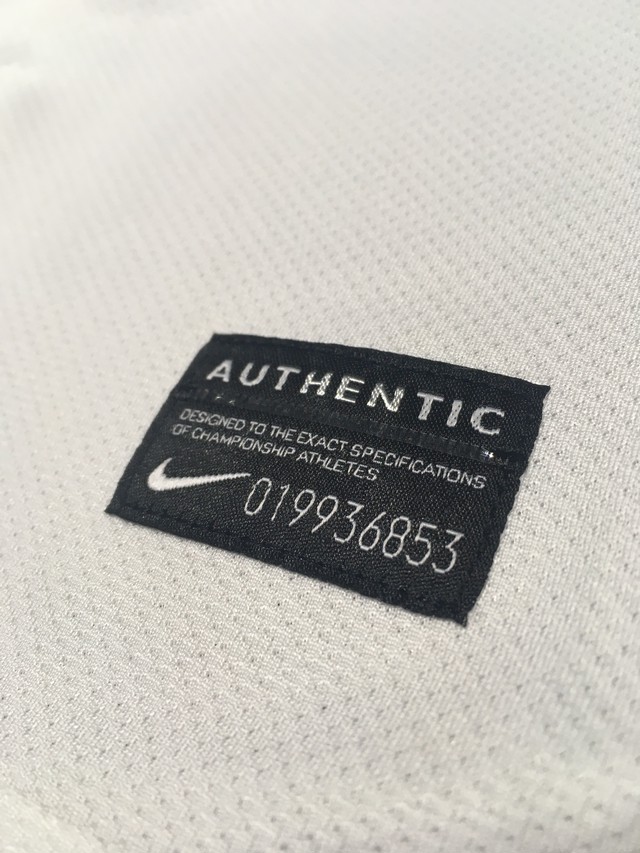 AUTHENTIC
DESIGNED TO THE EXACT SPECIFICATIONS
OF CHAMPIONSHIP ATHLETES
019936853